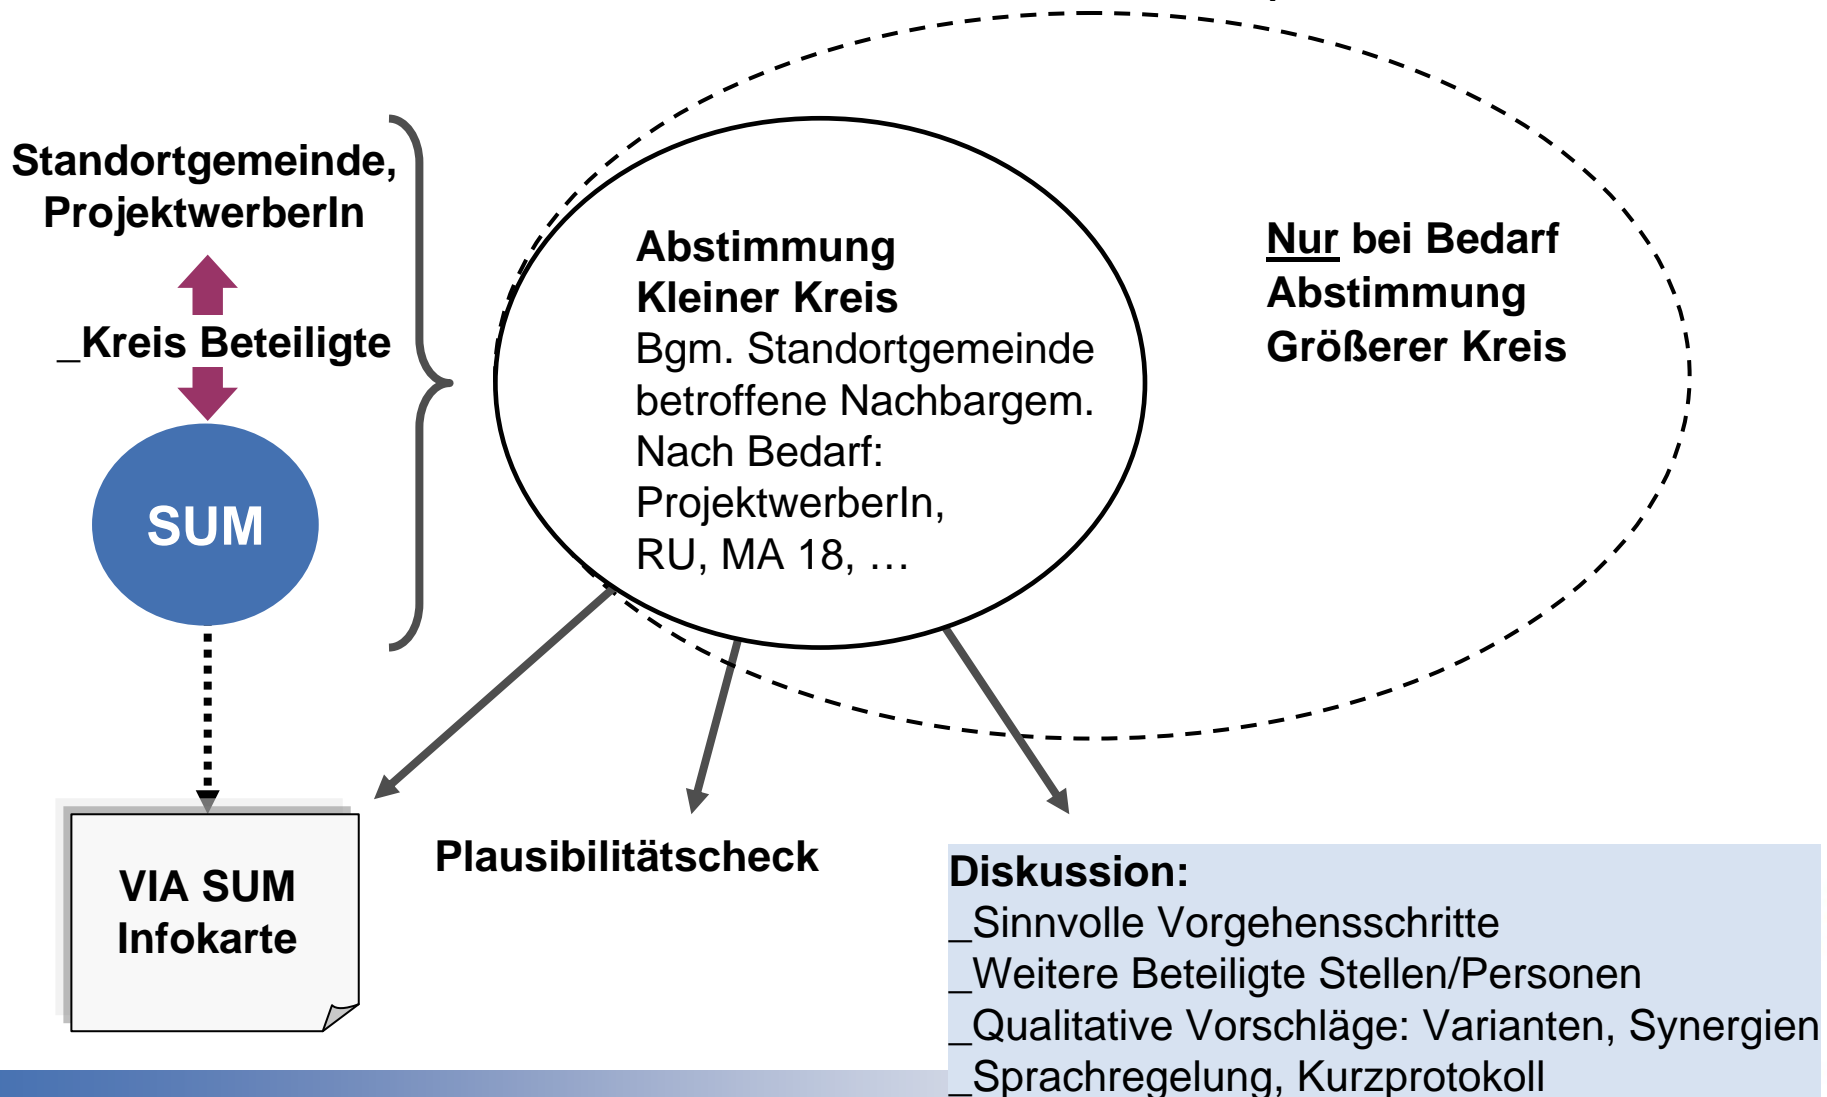 Standortgemeinde,
ProjektwerberIn
_Kreis Beteiligte
SUM
VIA SUM
Infokarte
Abstimmung
Kleiner Kreis
Bgm. Standortgemeinde
betroffene Nachbargem.
Nach Bedarf:
ProjektwerberIn,
RU, MA 18, …
Nur bei Bedarf
Abstimmung
Größerer Kreis
Plausibilitätscheck
Diskussion:
_Sinnvolle Vorgehensschritte
_Weitere Beteiligte Stellen/Personen
_Qualitative Vorschläge: Varianten, Synergien
_Sprachregelung, Kurzprotokoll